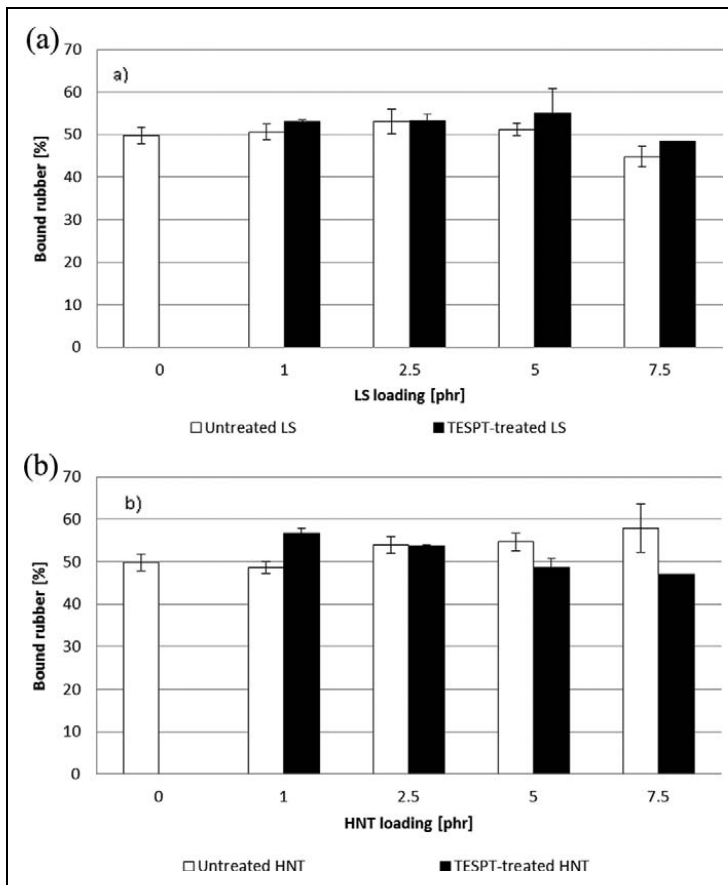 (a)
a)
70
60
50
40
30
20
10
0
Bound rubber [%]
0 1 2.5 5 7.5
LS loading [phr]
Untreated LS TESPT-treated LS
(b)
b)
70
60
50
40
30
20
10
0
Bound rubber [%]
0 1 2.5 5 7.5
HNT loading [phr]
Untreated HNT TESPT-treated HNT